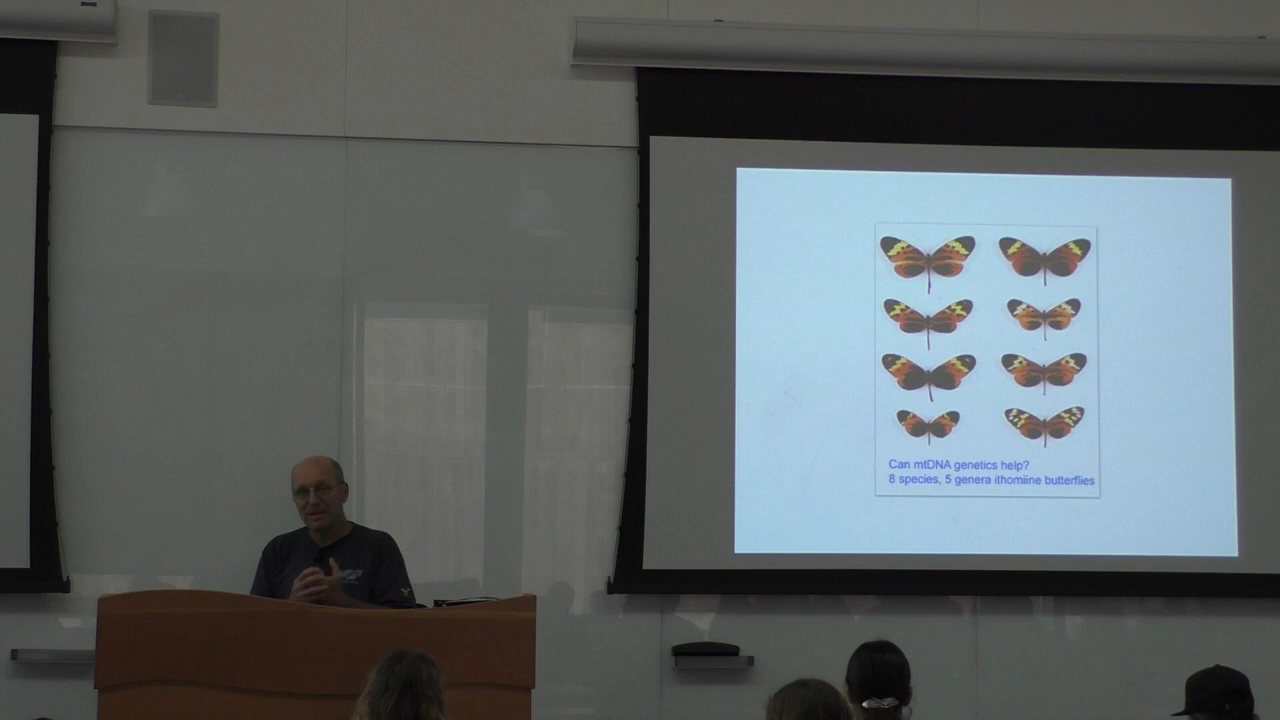 Can mtDNA genetics help?
8 species, 5 genera ithomiine butterflies